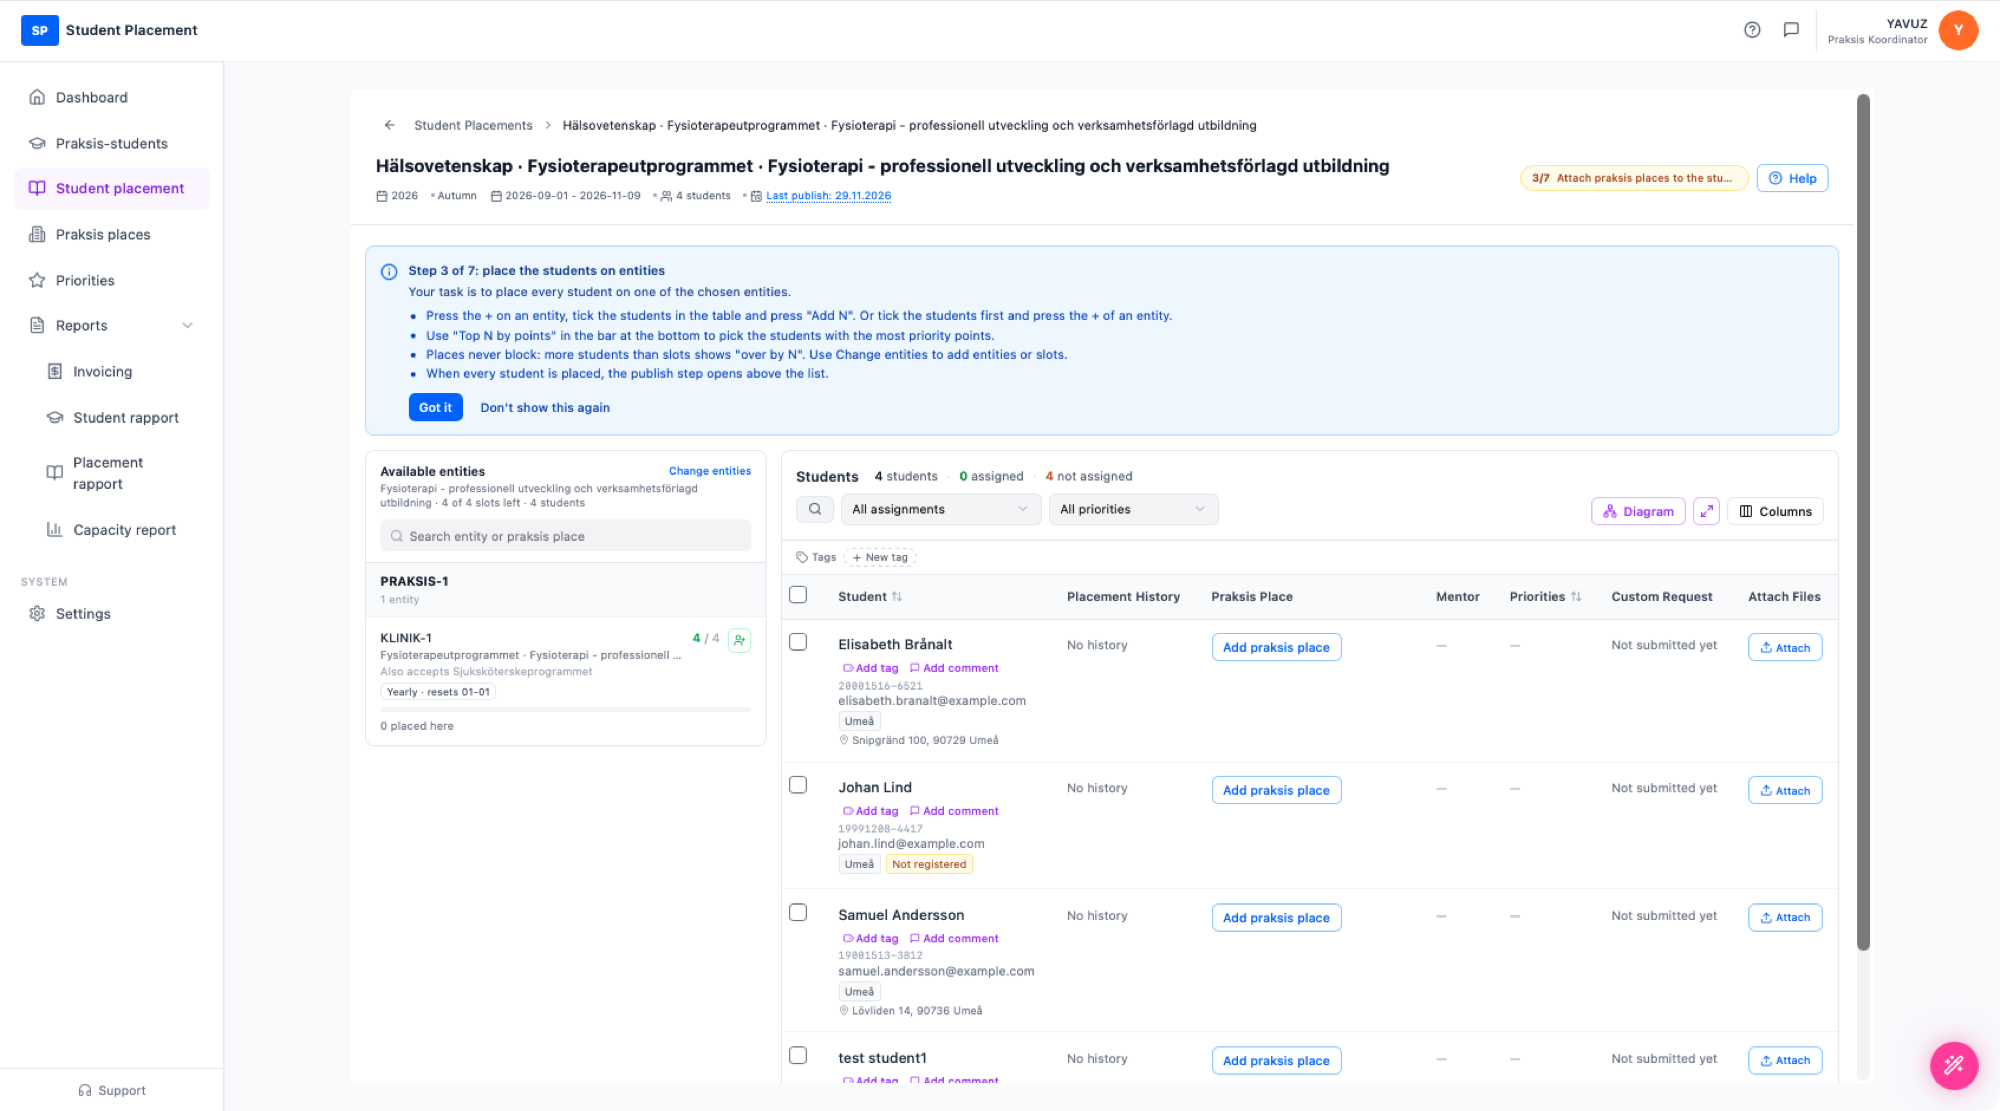 SP Student Placement
YAVUZ
Praksis Koordinator
Y
Dashboard
Praksis-students
Student placement
Praksis places
Priorities
Reports
Invoicing
Student rapport
Placement
rapport
Capacity report
SYSTEM
Settings
Support
Student Placements > Hälsovetenskap · Fysioterapeutprogrammet · Fysioterapi - professionell utveckling och verksamhetsförlagd utbildning
Hälsovetenskap · Fysioterapeutprogrammet · Fysioterapi - professionell utveckling och verksamhetsförlagd utbildning
2026 • Autumn 2026-09-01 - 2026-11-09 • 4 students • Last publish: 29.11.2026
3/7 Attach praksis places to the stu...
Help
Step 3 of 7: place the students on entities
Your task is to place every student on one of the chosen entities.
• Press the + on an entity, tick the students in the table and press "Add N". Or tick the students first and press the + of an entity.
• Use "Top N by points" in the bar at the bottom to pick the students with the most priority points.
• Places never block: more students than slots shows "over by N". Use Change entities to add entities or slots.
• When every student is placed, the publish step opens above the list.
Got it Don't show this again
Available entities Change entities
Fysioterapi - professionell utveckling och verksamhetsförlagd
utbildning · 4 of 4 slots left · 4 students
Search entity or praksis place
PRAKSIS-1
1 entity
KLINIK-1 4 / 4
Fysioterapeutprogrammet · Fysioterapi - professionell ...
Also accepts Sjuksköterskeprogrammet
Yearly · resets 01-01
0 placed here
Students 4 students · 0 assigned · 4 not assigned
All assignments All priorities Diagram Columns
Tags + New tag
Student Placement History Praksis Place Mentor Priorities Custom Request Attach Files
Elisabeth Brånalt No history Add praksis place — — Not submitted yet Attach
Add tag Add comment
20001516-6521
elisabeth.branalt@example.com
Umeå
Snipgränd 100, 90729 Umeå
Johan Lind No history Add praksis place — — Not submitted yet Attach
Add tag Add comment
19991208-4417
johan.lind@example.com
Umeå Not registered
Samuel Andersson No history Add praksis place — — Not submitted yet Attach
Add tag Add comment
19001513-3812
samuel.andersson@example.com
Umeå
Lövliden 14, 90736 Umeå
test student1 No history Add praksis place — — Not submitted yet Attach
Add tag Add comment